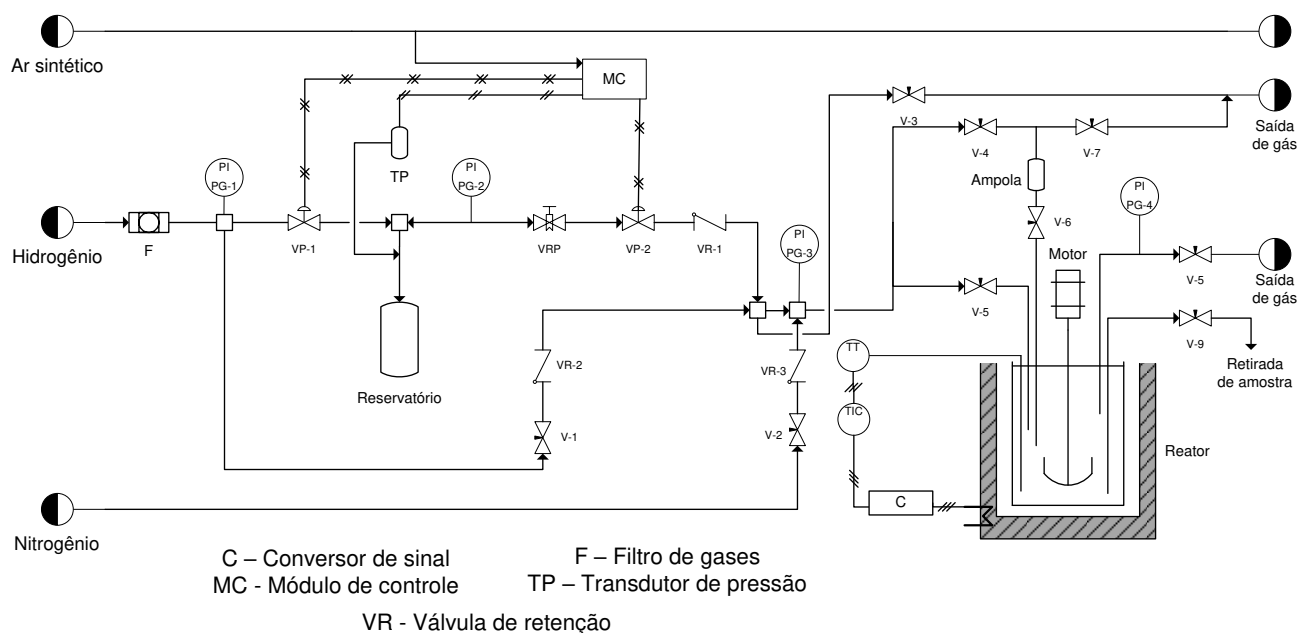 Ar sintético
MC
V-3
Saída
de gás
V-4
V-7
TP
PI
PG-1
PI
PG-2
Ampola
PI
PG-4
V-6
Hidrogênio
F
VP-1
VRP
VP-2
VR-1
PI
PG-3
Motor
V-5
Saída
de gás
V-5
V-9
Retirada
de amostra
TT
VR-2
VR-3
Reservatório
TIC
V-1
V-2
Reator
C
Nitrogênio
C – Conversor de sinal
F – Filtro de gases
MC - Módulo de controle
TP – Transdutor de pressão
VR - Válvula de retenção